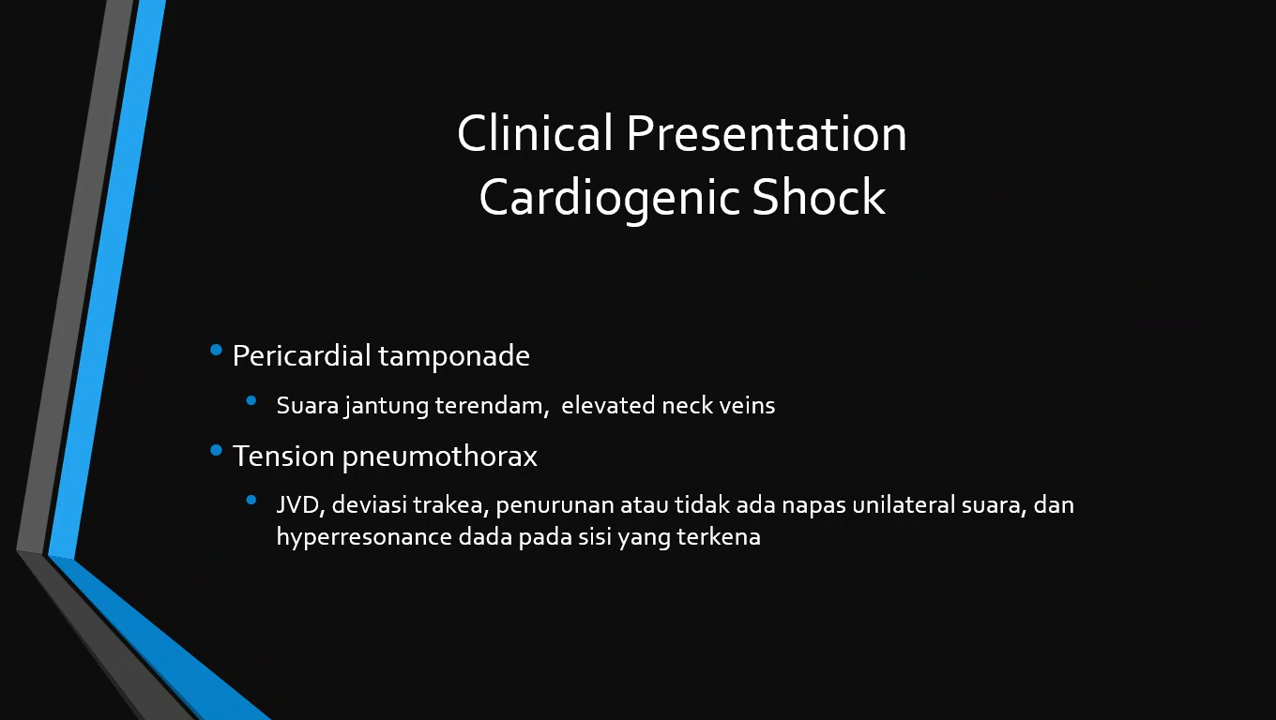 Clinical Presentation
Cardiogenic Shock
• Pericardial tamponade
• Suara jantung terendam, elevated neck veins
• Tension pneumothorax
• JVD, deviasi trakea, penurunan atau tidak ada napas unilateral suara, dan
hyperresonance dada pada sisi yang terkena